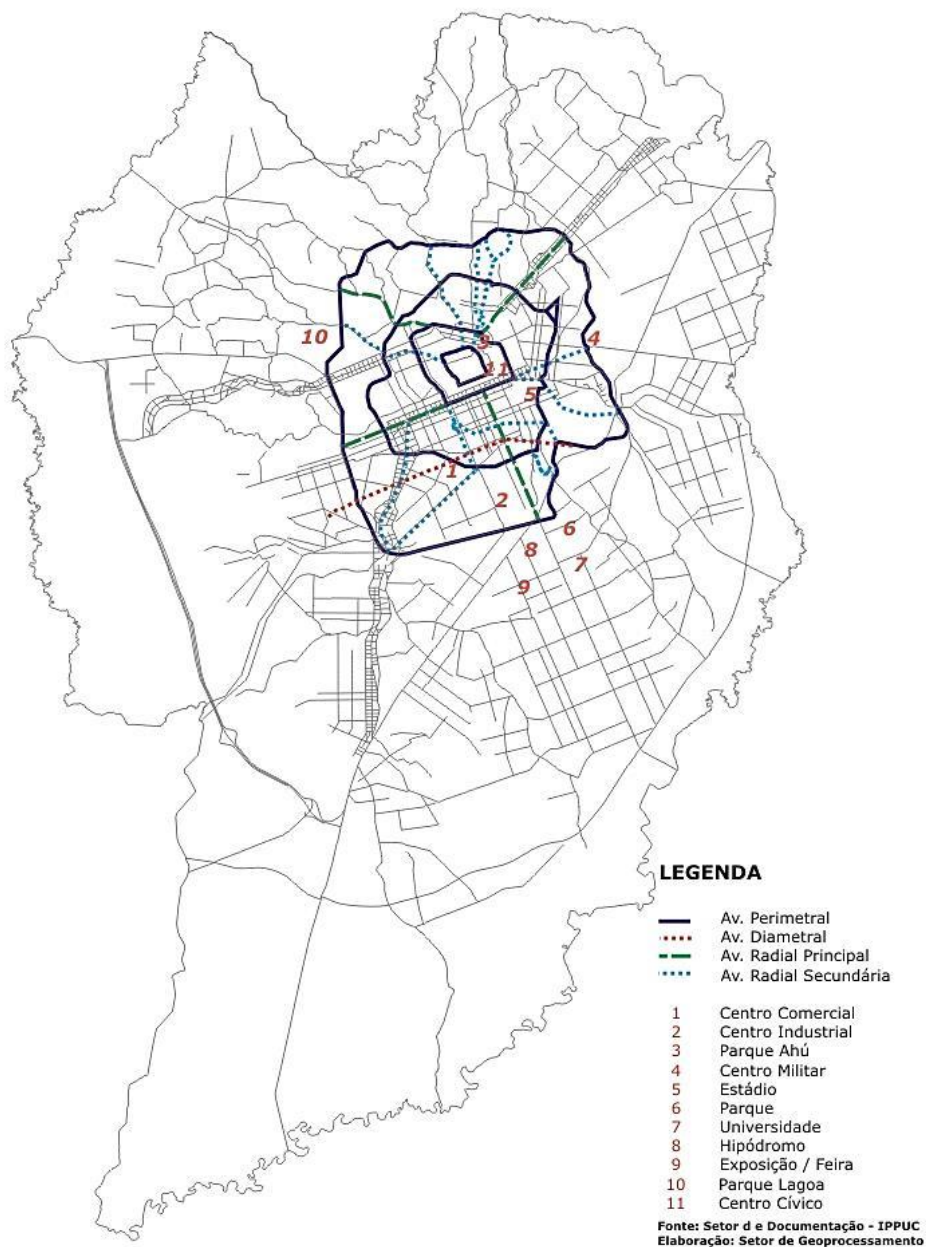 10
3
4
11
5
1
2
6
8
7
9
LEGENDA
Av. Perimetral
Av. Diametral
Av. Radial Principal
Av. Radial Secundária
1 Centro Comercial
2 Centro Industrial
3 Parque Ahú
4 Centro Militar
5 Estádio
6 Parque
7 Universidade
8 Hipódromo
9 Exposição / Feira
10 Parque Lagoa
11 Centro Cívico
Fonte: Setor d e Documentação - IPPUC
Elaboração: Setor de Geoprocessamento